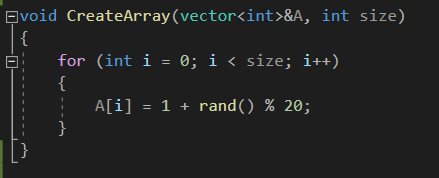 void CreateArray(vector<int>&A, int size)
{
    for (int i = 0; i < size; i++)
    {
        A[i] = 1 + rand() % 20;
    }
}